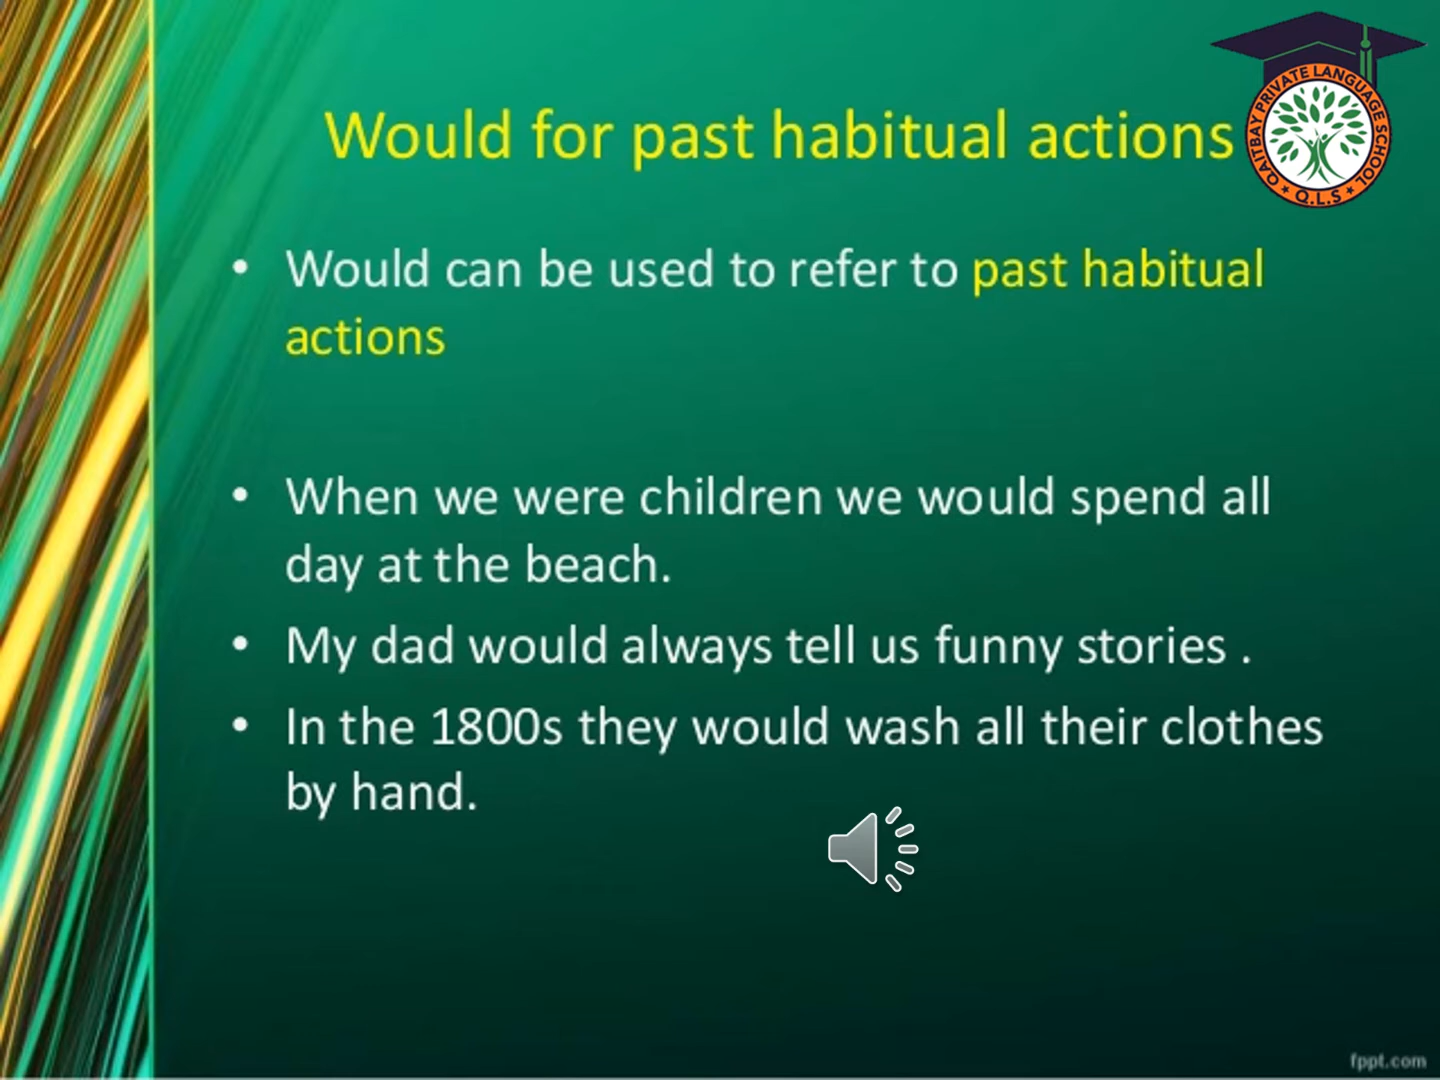 Would for past habitual actions
QAITBAY PRIVATE LANGUAGE SCHOOL
★ Q.L.S ★
• Would can be used to refer to past habitual
actions
• When we were children we would spend all
day at the beach.
• My dad would always tell us funny stories .
• In the 1800s they would wash all their clothes
by hand.
fppt.com